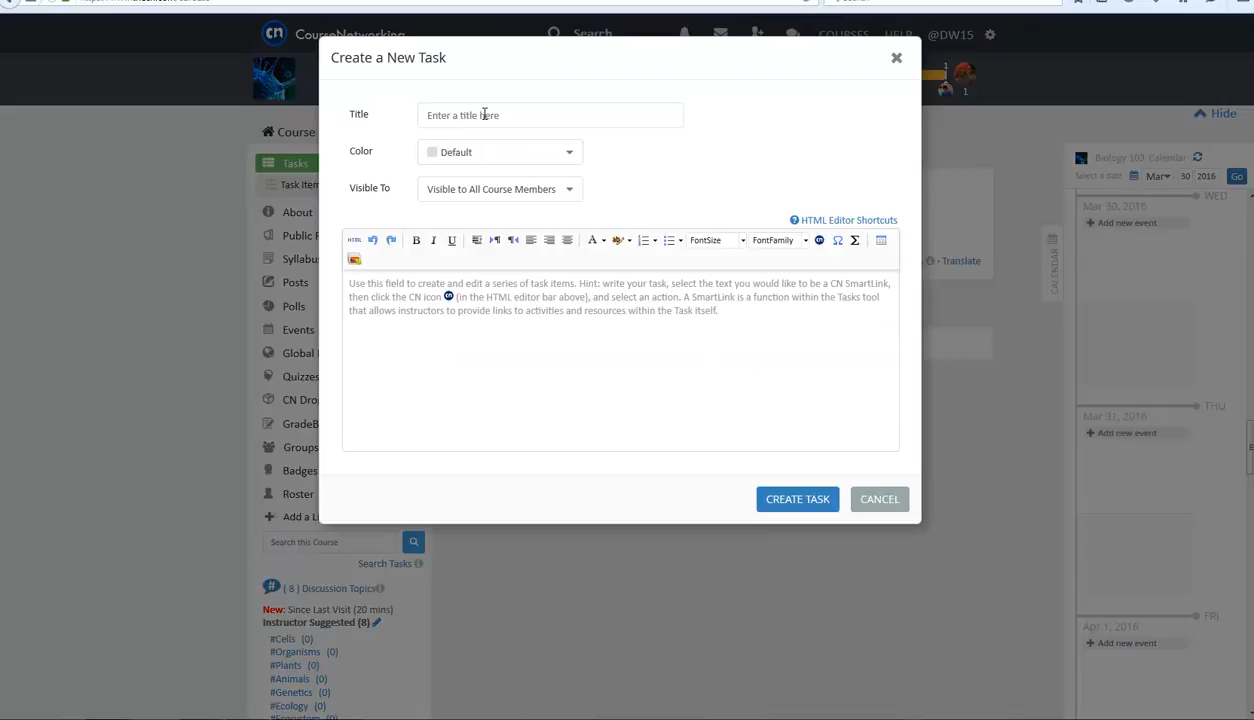 CN CourseNetworking
Search
COURSES HELP @DW15
Create a New Task
1
1
Hide
Title Enter a title here
Color Default
Visible To Visible to All Course Members
HTML Editor Shortcuts
HTML B I U A FontSize FontFamily CN Ω Σ
Use this field to create and edit a series of task items. Hint: write your task, select the text you would like to be a CN SmartLink,
then click the CN icon CN (in the HTML editor bar above), and select an action. A SmartLink is a function within the Tasks tool
that allows instructors to provide links to activities and resources within the Task itself.
CREATE TASK CANCEL
Course
Tasks
Task Item
About
Public
Syllabu
Posts
Polls
Events
Global
Quizze
CN Dro
GradeB
Groups
Badges
Roster
Add a Li
Search this Course
Search Tasks
( 8 ) Discussion Topics
New: Since Last Visit (20 mins)
Instructor Suggested (8)
#Cells (0)
#Organisms (0)
#Plants (0)
#Animals (0)
#Genetics (0)
#Ecology (0)
Translate
CALENDAR
Biology 103 Calendar
Select a date Mar 30 2016 Go
WED
Mar 30, 2016
Add new event
THU
Mar 31, 2016
Add new event
FRI
Apr 1, 2016
Add new event